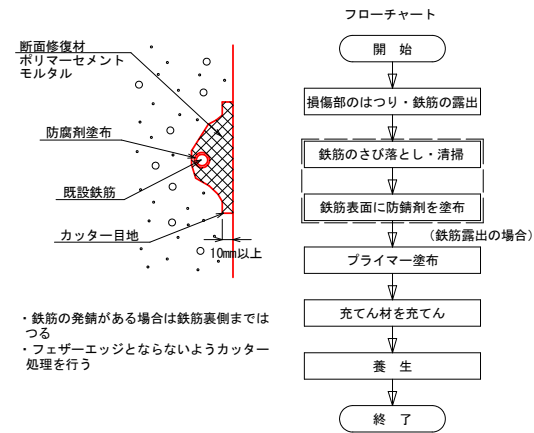 断面修復材
ポリマーセメント
モルタル
防腐剤塗布
既設鉄筋
カッター目地
10mm以上
・鉄筋の発錆がある場合は鉄筋裏側までは
つる
・フェザーエッジとならないようカッター
処理を行う
フローチャート
開　始
損傷部のはつり・鉄筋の露出
鉄筋のさび落とし・清掃
鉄筋表面に防錆剤を塗布
(鉄筋露出の場合)
プライマー塗布
充てん材を充てん
養　生
終　了